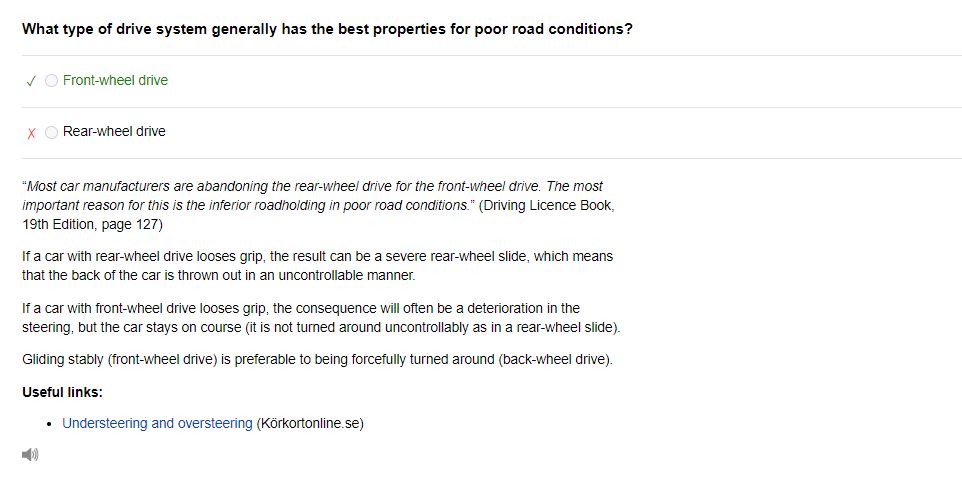 What type of drive system generally has the best properties for poor road conditions?
✓ Front-wheel drive
X Rear-wheel drive
"Most car manufacturers are abandoning the rear-wheel drive for the front-wheel drive. The most
important reason for this is the inferior roadholding in poor road conditions." (Driving Licence Book,
19th Edition, page 127)
If a car with rear-wheel drive looses grip, the result can be a severe rear-wheel slide, which means
that the back of the car is thrown out in an uncontrollable manner.
If a car with front-wheel drive looses grip, the consequence will often be a deterioration in the
steering, but the car stays on course (it is not turned around uncontrollably as in a rear-wheel slide).
Gliding stably (front-wheel drive) is preferable to being forcefully turned around (back-wheel drive).
Useful links:
• Understeering and oversteering (Körkortonline.se)